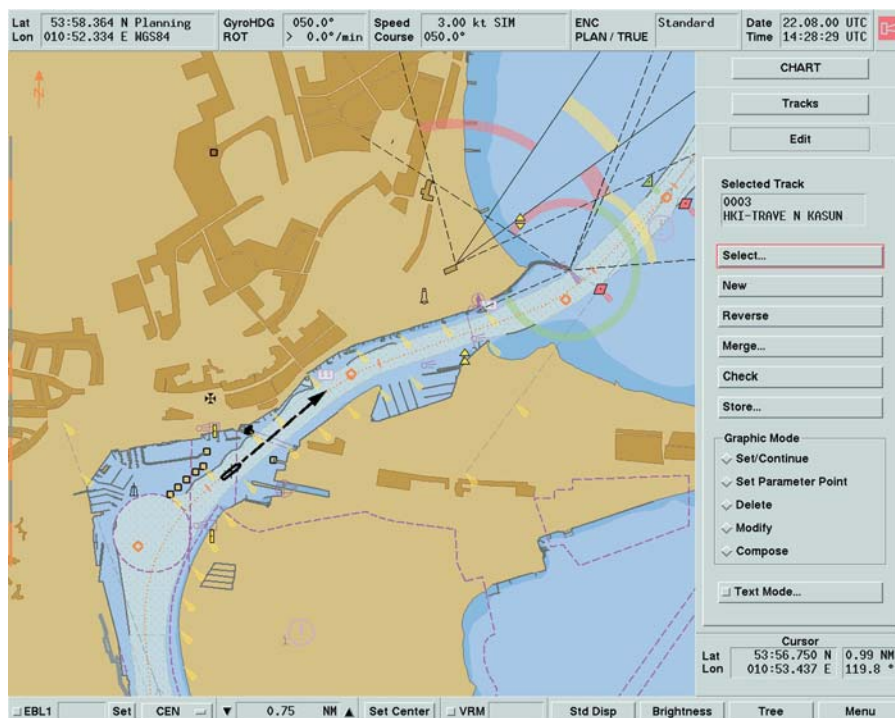 Lat 53:58.364 N Planning GyroHDG 050.0° Speed 3.00 kt SIM ENC Standard Date 22.08.00 UTC
Lon 010:52.334 E WGS84 ROT > 0.0°/min Course 050.0° PLAN / TRUE Time 14:28:29 UTC
CHART
Tracks
Edit
Selected Track
0003
HKI-TRAVE N KASUN
Select...
New
Reverse
Merge...
Check
Store...
Graphic Mode
Set/Continue
Set Parameter Point
Delete
Modify
Compose
Text Mode...
Cursor
Lat 53:56.750 N 0.99 NM
Lon 010:53.437 E 119.8 °
EBL1 Set CEN 0.75 NM Set Center VRM Std Disp Brightness Tree Menu